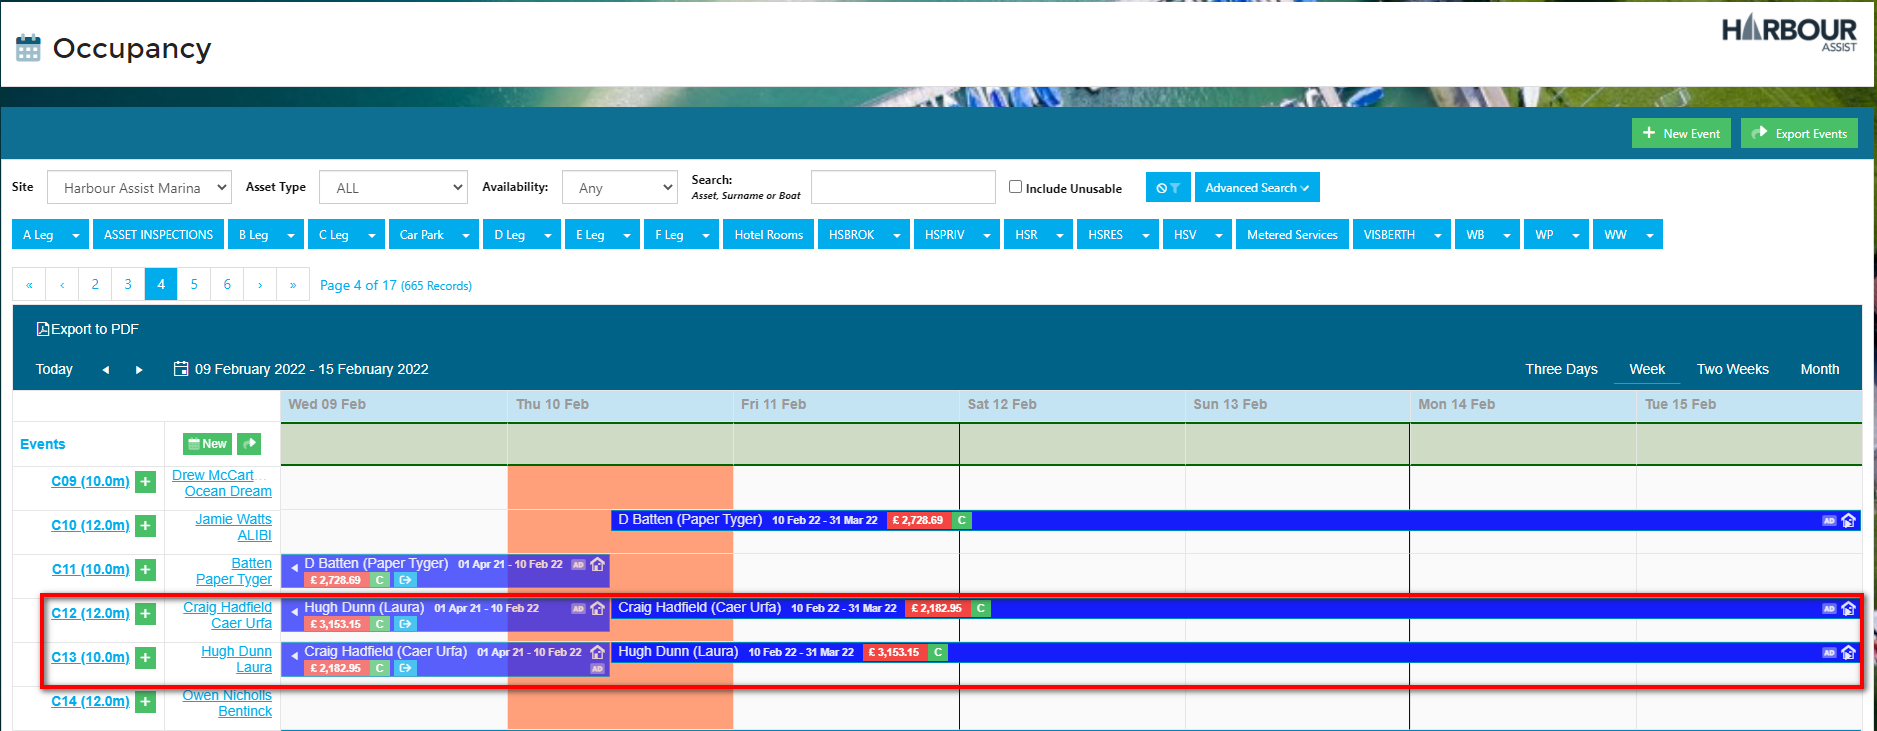 Occupancy
HARBOUR
ASSIST
New Event
Export Events
Site
Harbour Assist Marina
Asset Type
ALL
Availability:
Any
Search:
Asset, Surname or Boat
Include Unusable
Advanced Search
A Leg
ASSET INSPECTIONS
B Leg
C Leg
Car Park
D Leg
E Leg
F Leg
Hotel Rooms
HSBROK
HSPRIV
HSR
HSRES
HSV
Metered Services
VISBERTH
WB
WP
WW
« ‹ 2 3 4 5 6 › » Page 4 of 17 (665 Records)
Export to PDF
Today
09 February 2022 - 15 February 2022
Three Days Week Two Weeks Month
Wed 09 Feb Thu 10 Feb Fri 11 Feb Sat 12 Feb Sun 13 Feb Mon 14 Feb Tue 15 Feb
Events
New
C09 (10.0m) +
Drew McCart...
Ocean Dream
C10 (12.0m) +
Jamie Watts
ALIBI
D Batten (Paper Tyger) 10 Feb 22 - 31 Mar 22 £ 2,728.69 C AD
C11 (10.0m) +
Batten
Paper Tyger
D Batten (Paper Tyger) 01 Apr 21 - 10 Feb 22 AD
£ 2,728.69 C
C12 (12.0m) +
Craig Hadfield
Caer Urfa
Hugh Dunn (Laura) 01 Apr 21 - 10 Feb 22 AD
£ 3,153.15 C
Craig Hadfield (Caer Urfa) 10 Feb 22 - 31 Mar 22 £ 2,182.95 C AD
C13 (10.0m) +
Hugh Dunn
Laura
Craig Hadfield (Caer Urfa) 01 Apr 21 - 10 Feb 22
£ 2,182.95 C AD
Hugh Dunn (Laura) 10 Feb 22 - 31 Mar 22 £ 3,153.15 C AD
C14 (12.0m) +
Owen Nicholls
Bentinck